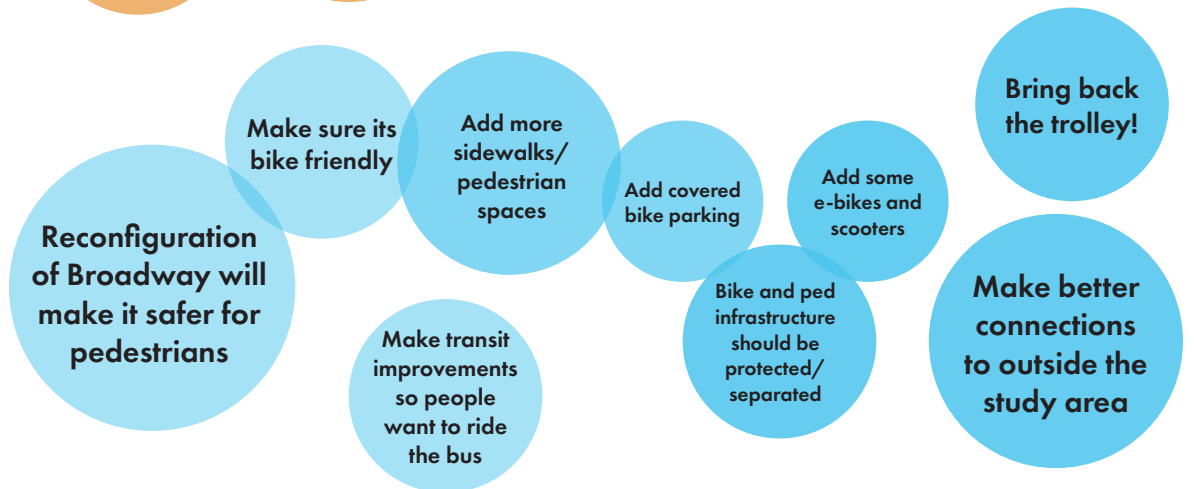 Reconfiguration
of Broadway will
make it safer for
pedestrians
Make sure its
bike friendly
Add more
sidewalks/
pedestrian
spaces
Make transit
improvements
so people
want to ride
the bus
Add covered
bike parking
Bike and ped
infrastructure
should be
protected/
separated
Add some
e-bikes and
scooters
Bring back
the trolley!
Make better
connections
to outside the
study area